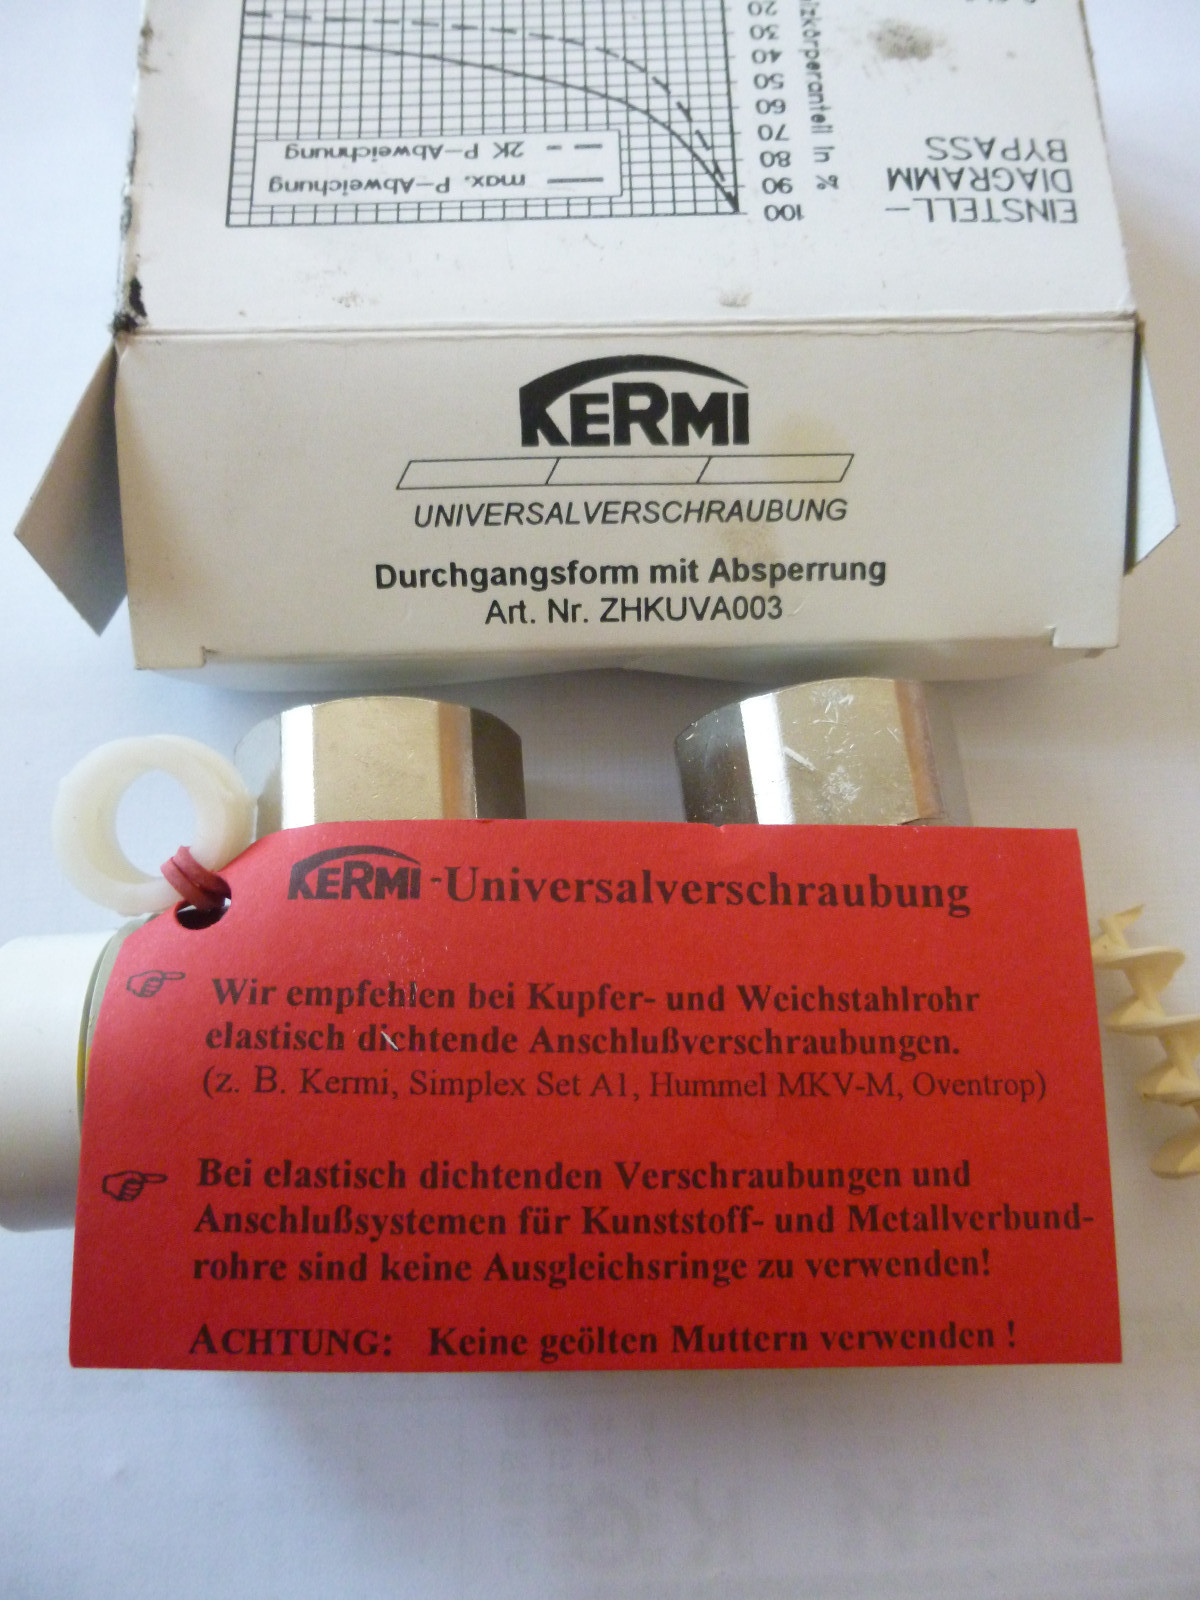 20
30
40
50
60
70
80
90
100
in %
2K P-Abweichung
max. P-Abweichung
EINSTELL-
DIAGRAMM
BYPASS
KERMI
UNIVERSALVERSCHRAUBUNG
Durchgangsform mit Absperrung
Art. Nr. ZHKUVA003
KERMI-Universalverschraubung
Wir empfehlen bei Kupfer- und Weichstahlrohr
elastisch dichtende Anschlußverschraubungen.
(z. B. Kermi, Simplex Set A1, Hummel MKV-M, Oventrop)
Bei elastisch dichtenden Verschraubungen und
Anschlußsystemen für Kunststoff- und Metallverbund-
rohre sind keine Ausgleichsringe zu verwenden!
ACHTUNG: Keine geölten Muttern verwenden !